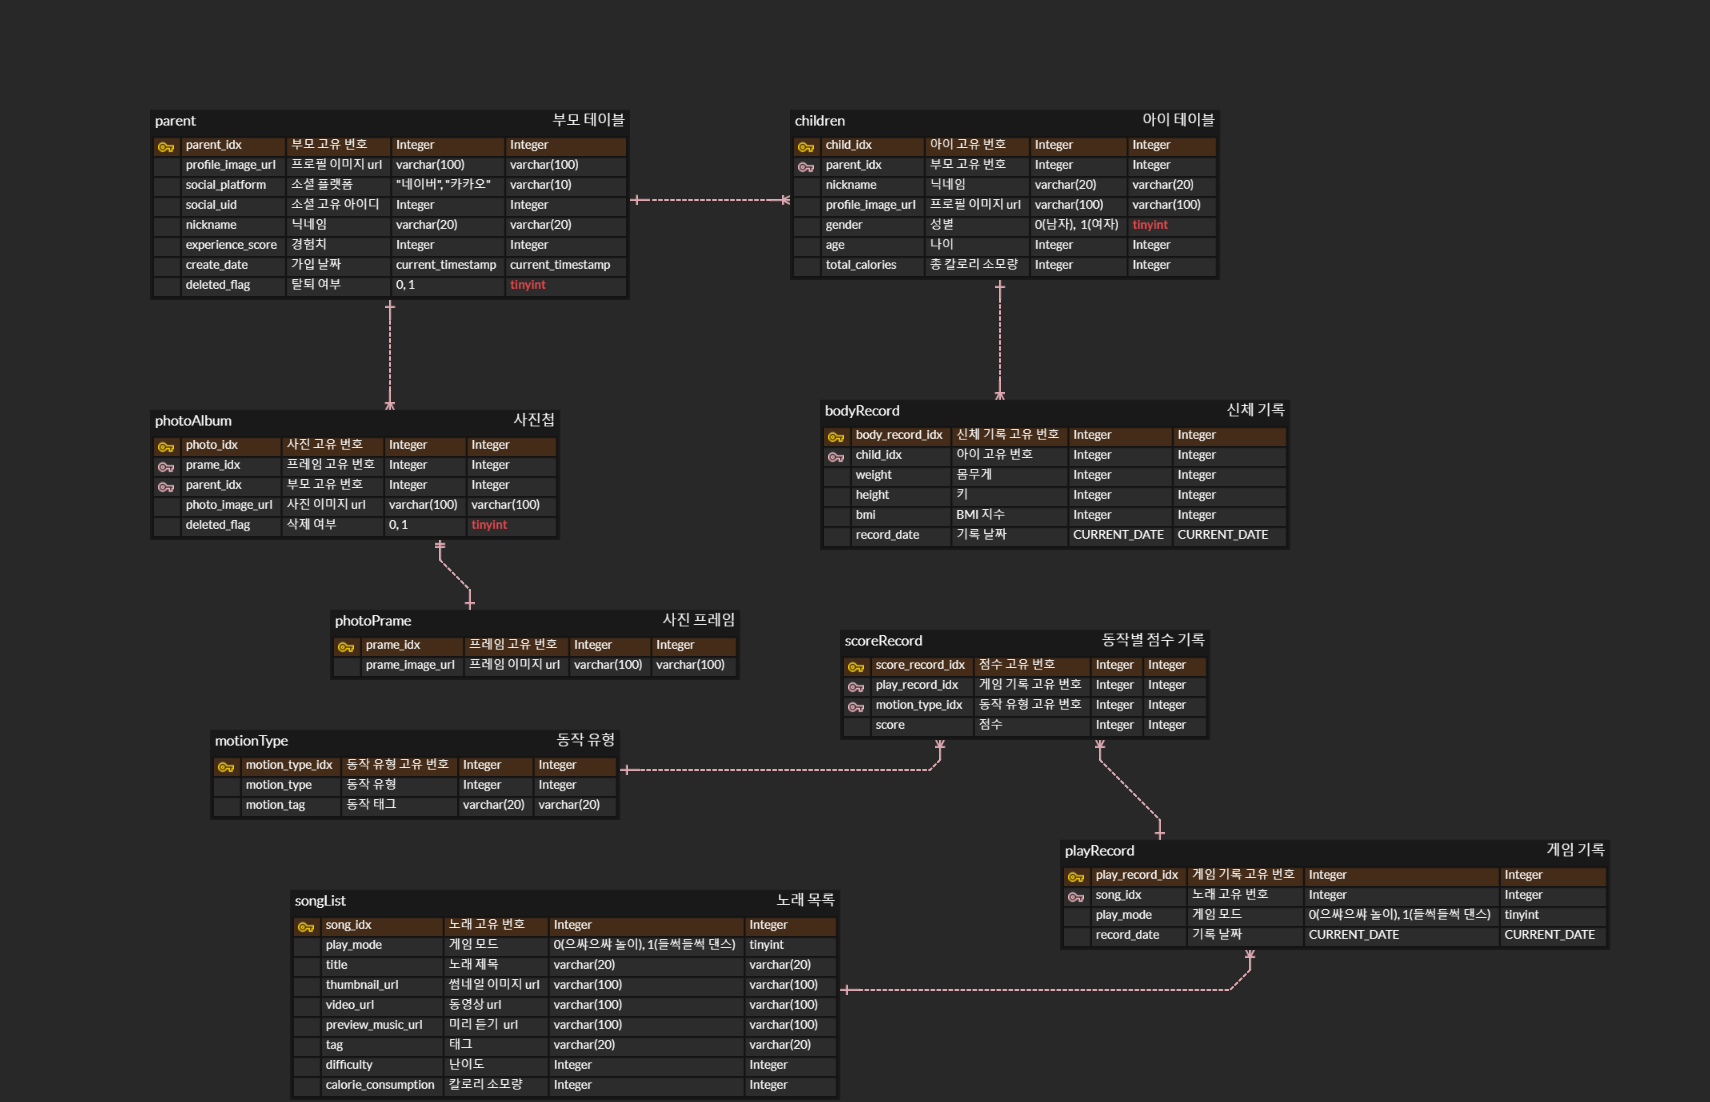 parent 부모 테이블
parent_idx 부모 고유 번호 Integer Integer
profile_image_url 프로필 이미지 url varchar(100) varchar(100)
social_platform 소셜 플랫폼 "네이버", "카카오" varchar(10)
social_uid 소셜 고유 아이디 Integer Integer
nickname 닉네임 varchar(20) varchar(20)
experience_score 경험치 Integer Integer
create_date 가입 날짜 current_timestamp current_timestamp
deleted_flag 탈퇴 여부 0, 1 tinyint
children 아이 테이블
child_idx 아이 고유 번호 Integer Integer
parent_idx 부모 고유 번호 Integer Integer
nickname 닉네임 varchar(20) varchar(20)
profile_image_url 프로필 이미지 url varchar(100) varchar(100)
gender 성별 0(남자), 1(여자) tinyint
age 나이 Integer Integer
total_calories 총 칼로리 소모량 Integer Integer
photoAlbum 사진첩
photo_idx 사진 고유 번호 Integer Integer
prame_idx 프레임 고유 번호 Integer Integer
parent_idx 부모 고유 번호 Integer Integer
photo_image_url 사진 이미지 url varchar(100) varchar(100)
deleted_flag 삭제 여부 0, 1 tinyint
bodyRecord 신체 기록
body_record_idx 신체 기록 고유 번호 Integer Integer
child_idx 아이 고유 번호 Integer Integer
weight 몸무게 Integer Integer
height 키 Integer Integer
bmi BMI 지수 Integer Integer
record_date 기록 날짜 CURRENT_DATE CURRENT_DATE
photoPrame 사진 프레임
prame_idx 프레임 고유 번호 Integer Integer
prame_image_url 프레임 이미지 url varchar(100) varchar(100)
scoreRecord 동작별 점수 기록
score_record_idx 점수 고유 번호 Integer Integer
play_record_idx 게임 기록 고유 번호 Integer Integer
motion_type_idx 동작 유형 고유 번호 Integer Integer
score 점수 Integer Integer
motionType 동작 유형
motion_type_idx 동작 유형 고유 번호 Integer Integer
motion_type 동작 유형 Integer Integer
motion_tag 동작 태그 varchar(20) varchar(20)
playRecord 게임 기록
play_record_idx 게임 기록 고유 번호 Integer Integer
song_idx 노래 고유 번호 Integer Integer
play_mode 게임 모드 0(으쌰으쌰 놀이), 1(들썩들썩 댄스) tinyint
record_date 기록 날짜 CURRENT_DATE CURRENT_DATE
songList 노래 목록
song_idx 노래 고유 번호 Integer Integer
play_mode 게임 모드 0(으쌰으쌰 놀이), 1(들썩들썩 댄스) tinyint
title 노래 제목 varchar(20) varchar(20)
thumbnail_url 썸네일 이미지 url varchar(100) varchar(100)
video_url 동영상 url varchar(100) varchar(100)
preview_music_url 미리 듣기 url varchar(100) varchar(100)
tag 태그 varchar(20) varchar(20)
difficulty 난이도 Integer Integer
calorie_consumption 칼로리 소모량 Integer Integer